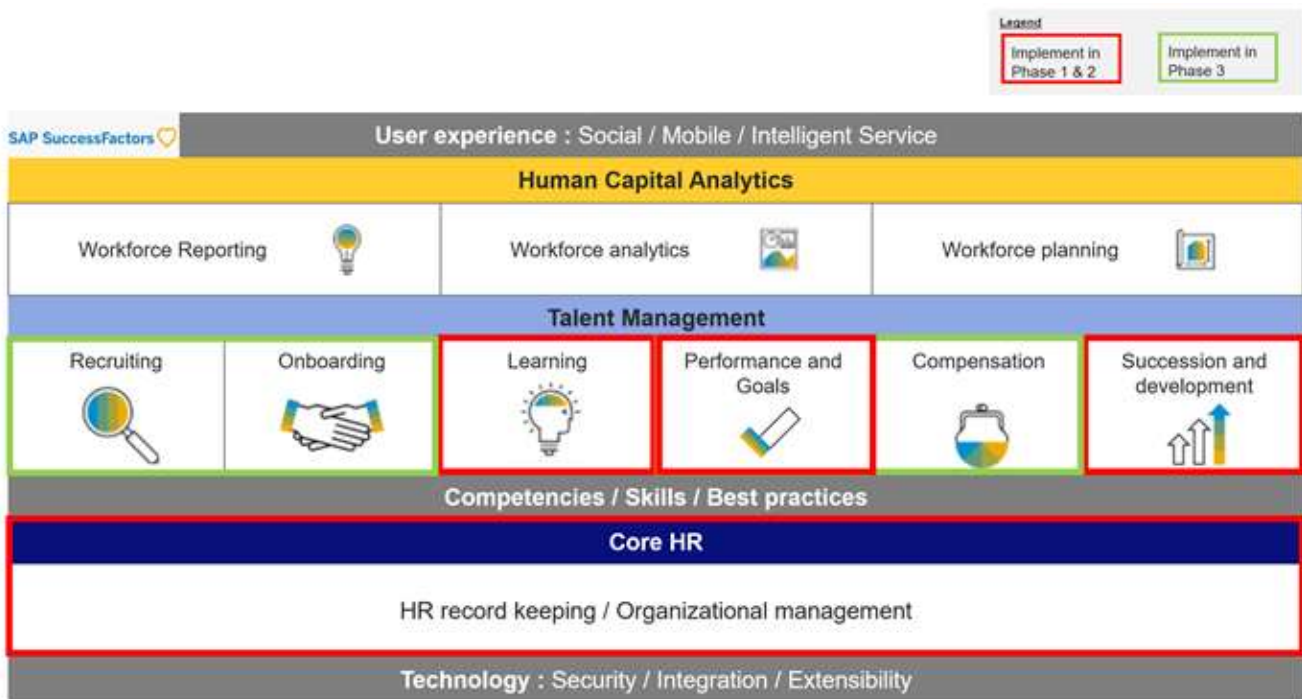 Legend
Implement in
Phase 1 & 2
Implement in
Phase 3
SAP SuccessFactors
User experience : Social / Mobile / Intelligent Service
Human Capital Analytics
Workforce Reporting
Workforce analytics
Workforce planning
Talent Management
Recruiting
Onboarding
Learning
Performance and
Goals
Compensation
Succession and
development
Competencies / Skills / Best practices
Core HR
HR record keeping / Organizational management
Technology : Security / Integration / Extensibility